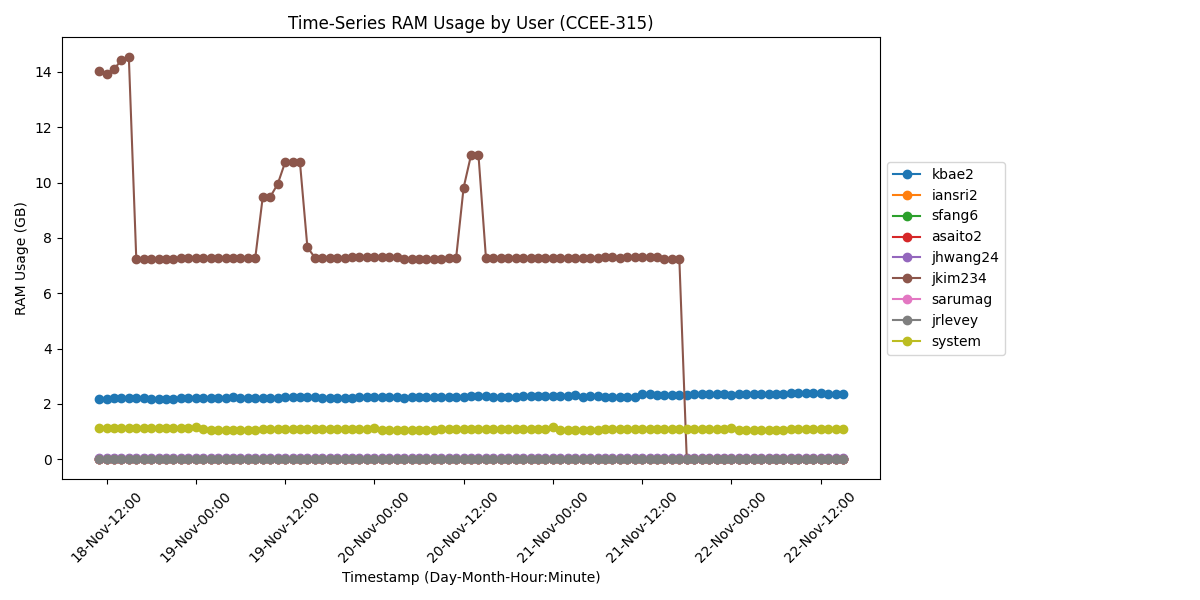 Time-Series RAM Usage by User (CCEE-315)
RAM Usage (GB)
14
12
10
8
6
4
2
0
18-Nov-12:00
19-Nov-00:00
19-Nov-12:00
20-Nov-00:00
20-Nov-12:00
21-Nov-00:00
21-Nov-12:00
22-Nov-00:00
22-Nov-12:00
Timestamp (Day-Month-Hour:Minute)
kbae2
iansri2
sfang6
asaito2
jhwang24
jkim234
sarumag
jrlevey
system